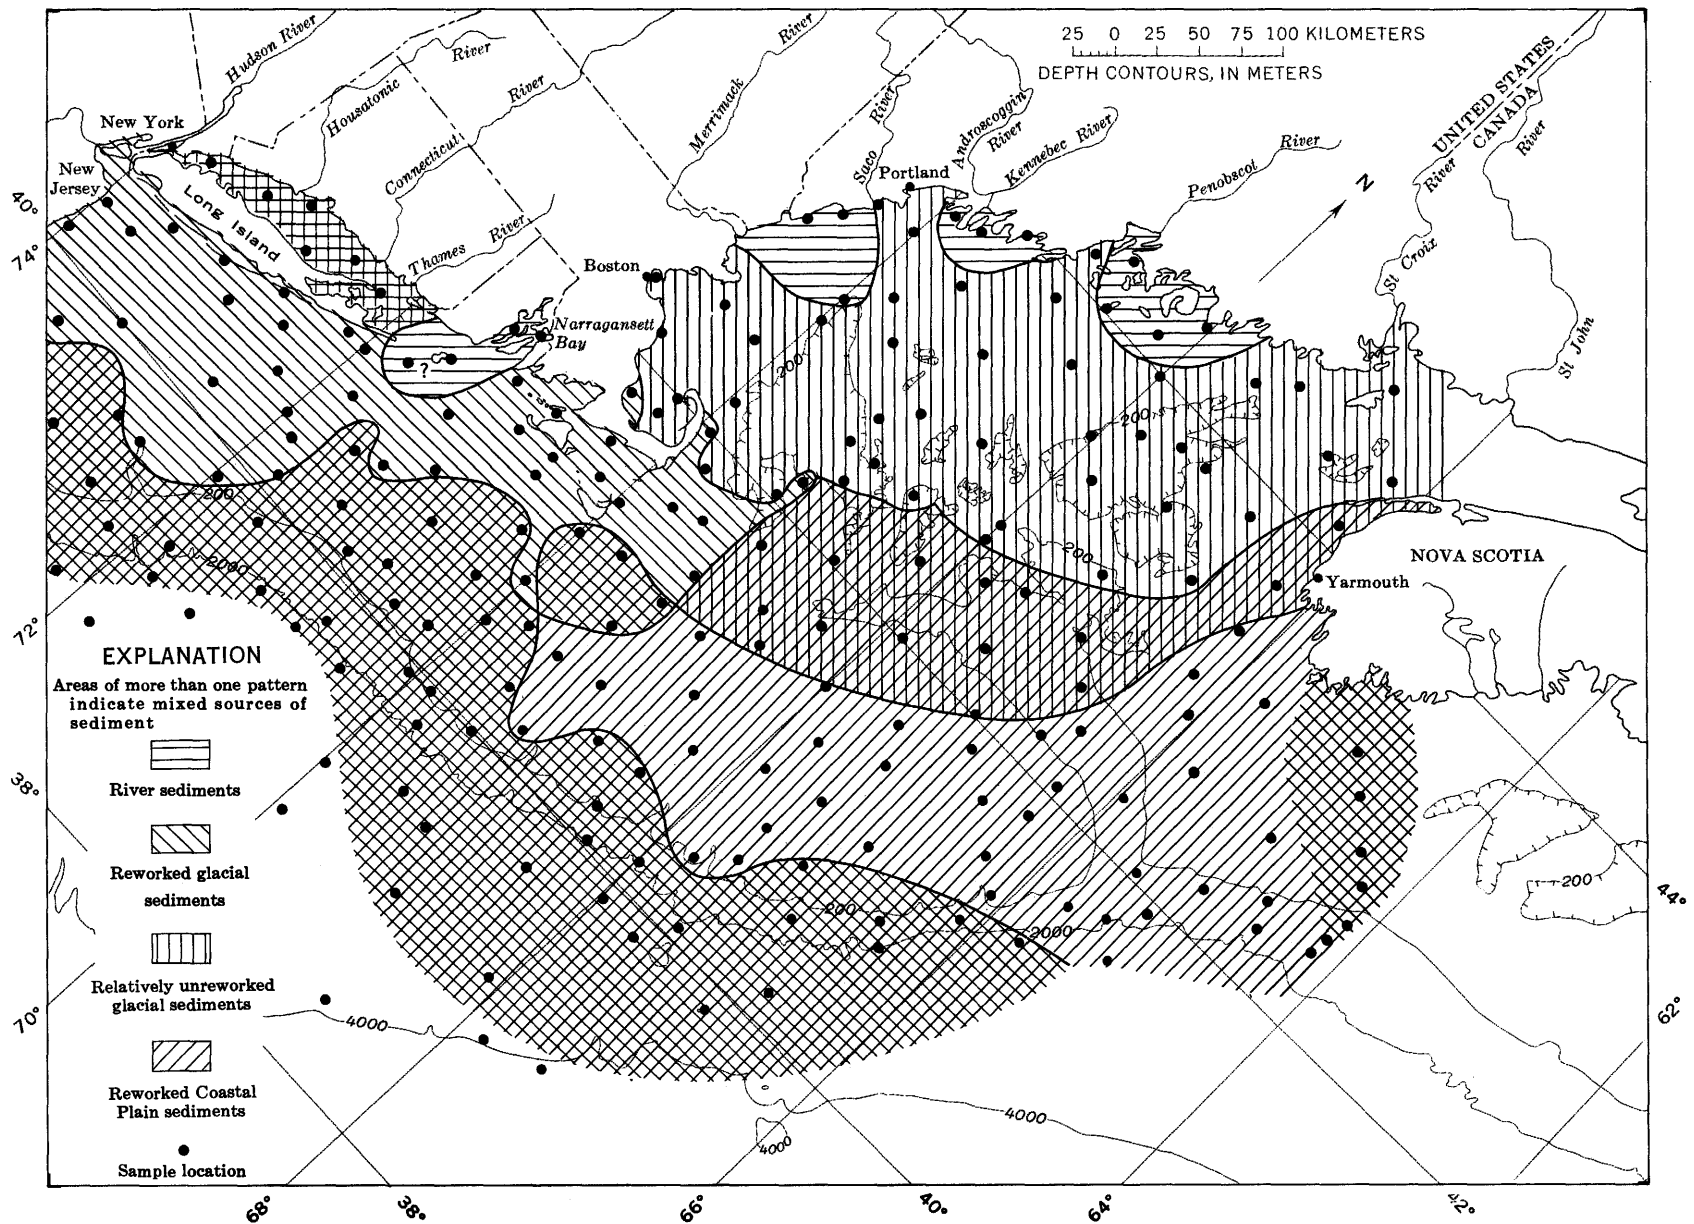 25 0 25 50 75 100 KILOMETERS
DEPTH CONTOURS, IN METERS
Hudson River
Housatonic
River
Connecticut
River
Thames
River
Merrimack
River
Saco
River
Androscoggin
River
Kennebec River
Penobscot
River
UNITED STATES
CANADA
River
River
St Croix
St John
N
New York
New
Jersey
Long Island
Boston
Narragansett
Bay
?
Portland
NOVA SCOTIA
Yarmouth
200
200
200
200
2000
200
2000
200
4000
4000
4000
40°
74°
72°
38°
70°
EXPLANATION
Areas of more than one pattern
indicate mixed sources of
sediment
River sediments
Reworked glacial
sediments
Relatively unreworked
glacial sediments
Reworked Coastal
Plain sediments
Sample location
68°
38°
66°
40°
64°
42°
44°
62°